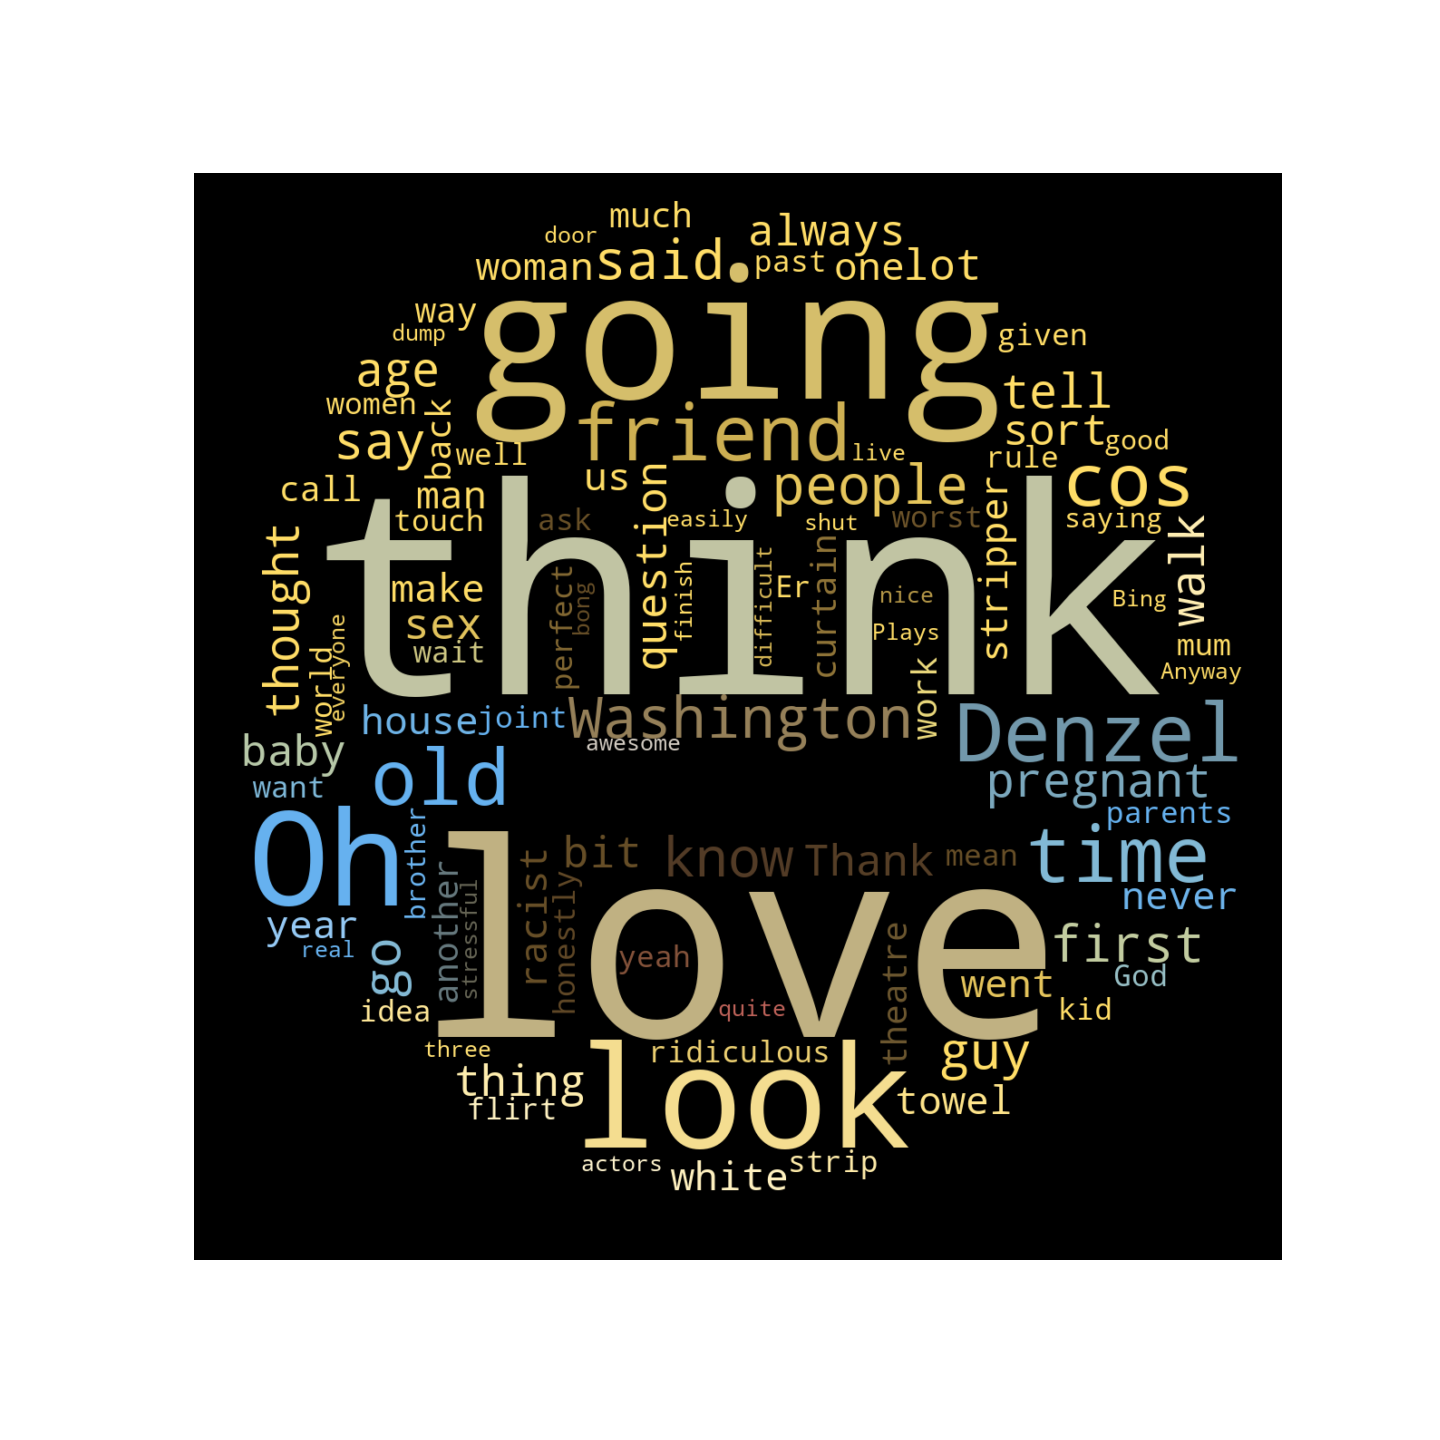 much
door
always
woman
said
past
onelot
way
going
given
dump
age
tell
women
back
friend
sort
good
say
well
live
rule
call
man
us
question
people
stripper
cos
touch
ask
easily
shut
worst
saying
thought
think
walk
make
perfect
bong
finish
difficult
Er
curtain
nice
Bing
sex
Plays
wait
mum
world
everyone
work
Anyway
house
joint
Washington
Denzel
baby
awesome
old
pregnant
want
parents
Oh
brother
love
bit
know
Thank
mean
time
another
stressful
racist
honestly
never
year
real
go
yeah
theatre
first
went
God
idea
quite
kid
three
look
ridiculous
guy
thing
flirt
towel
actors
white
strip